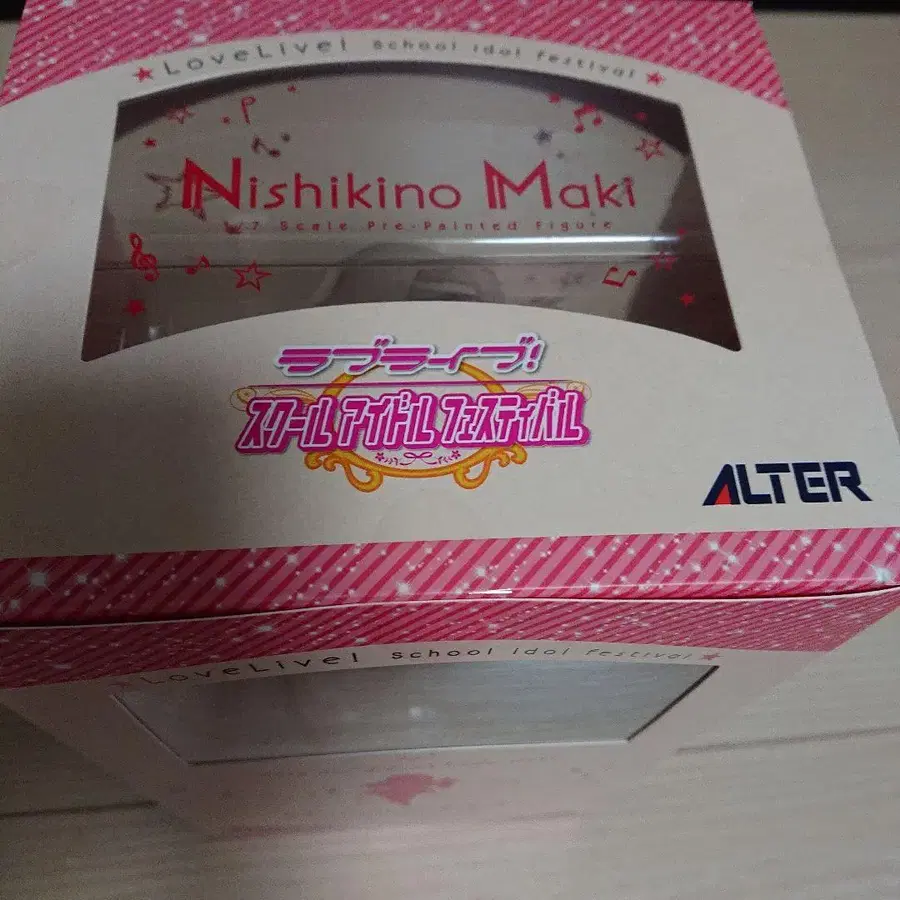 LoveLive! School idol festival
Nishikino Maki
1/7 Scale Pre-Painted Figure
ラブライブ!
スクールアイドルフェスティバル
ALTER
LoveLive! School idol festival